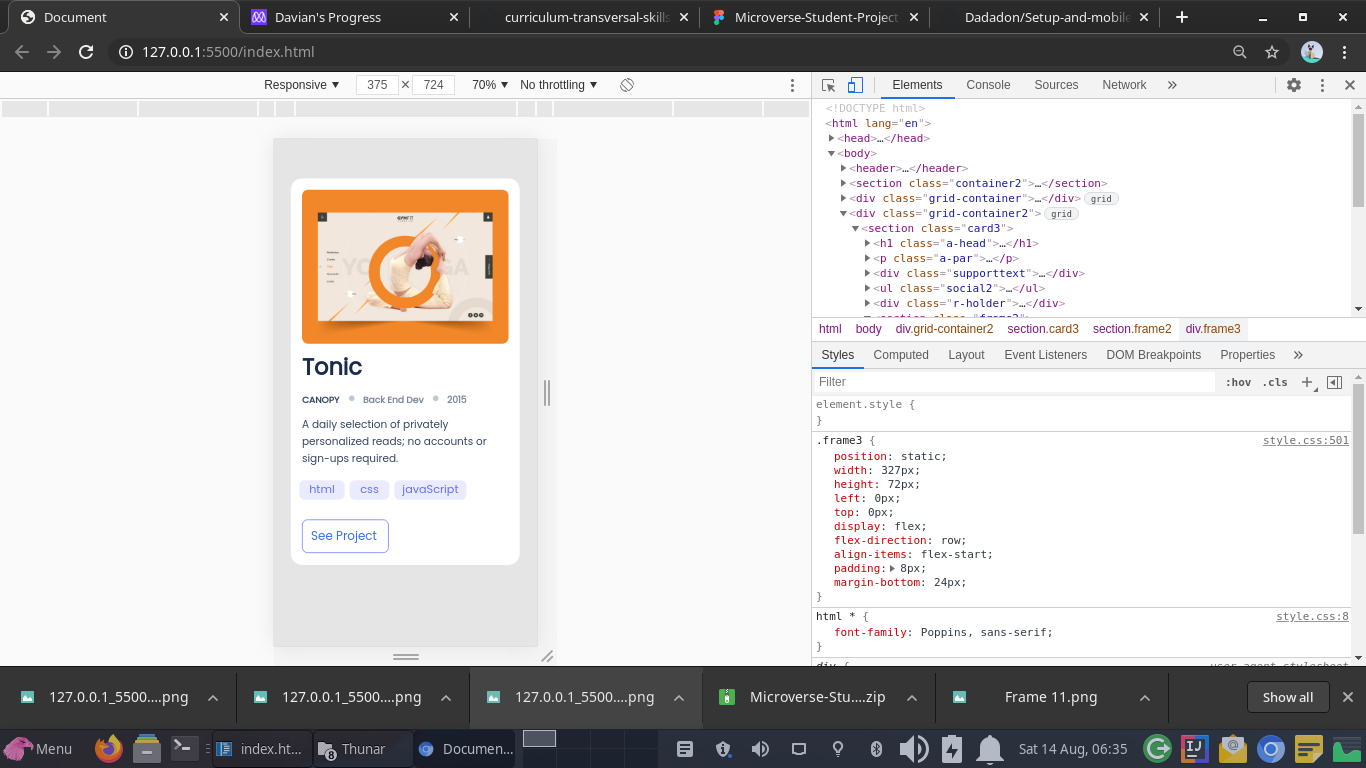 Document
Davian's Progress
curriculum-transversal-skills
Microverse-Student-Project
Dadadon/Setup-and-mobile
127.0.0.1:5500/index.html
Responsive ▼ 375 × 724 70% ▼ No throttling ▼
Elements Console Sources Network »
<!DOCTYPE html>
<html lang="en">
<head>…</head>
<body>
<header>…</header>
<section class="container2">…</section>
<div class="grid-container">…</div> grid
<div class="grid-container2"> grid
<section class="card3">
<h1 class="a-head">…</h1>
<p class="a-par">…</p>
<div class="supporttext">…</div>
<ul class="social2">…</ul>
<div class="r-holder">…</div>
<section class="frame2">
html body div.grid-container2 section.card3 section.frame2 div.frame3
Styles Computed Layout Event Listeners DOM Breakpoints Properties »
Filter :hov .cls +
element.style {
}
.frame3 { style.css:501
position: static;
width: 327px;
height: 72px;
left: 0px;
top: 0px;
display: flex;
flex-direction: row;
align-items: flex-start;
padding: 8px;
margin-bottom: 24px;
}
html * { style.css:8
font-family: Poppins, sans-serif;
}
div { user agent stylesheet
Tonic
CANOPY Back End Dev 2015
A daily selection of privately
personalized reads; no accounts or
sign-ups required.
html css javaScript
See Project
127.0.0.1_5500....png
127.0.0.1_5500....png
127.0.0.1_5500....png
Microverse-Stu....zip
Frame 11.png
Show all
Menu
index.ht...
8
Thunar
Documen...
Sat 14 Aug, 06:35